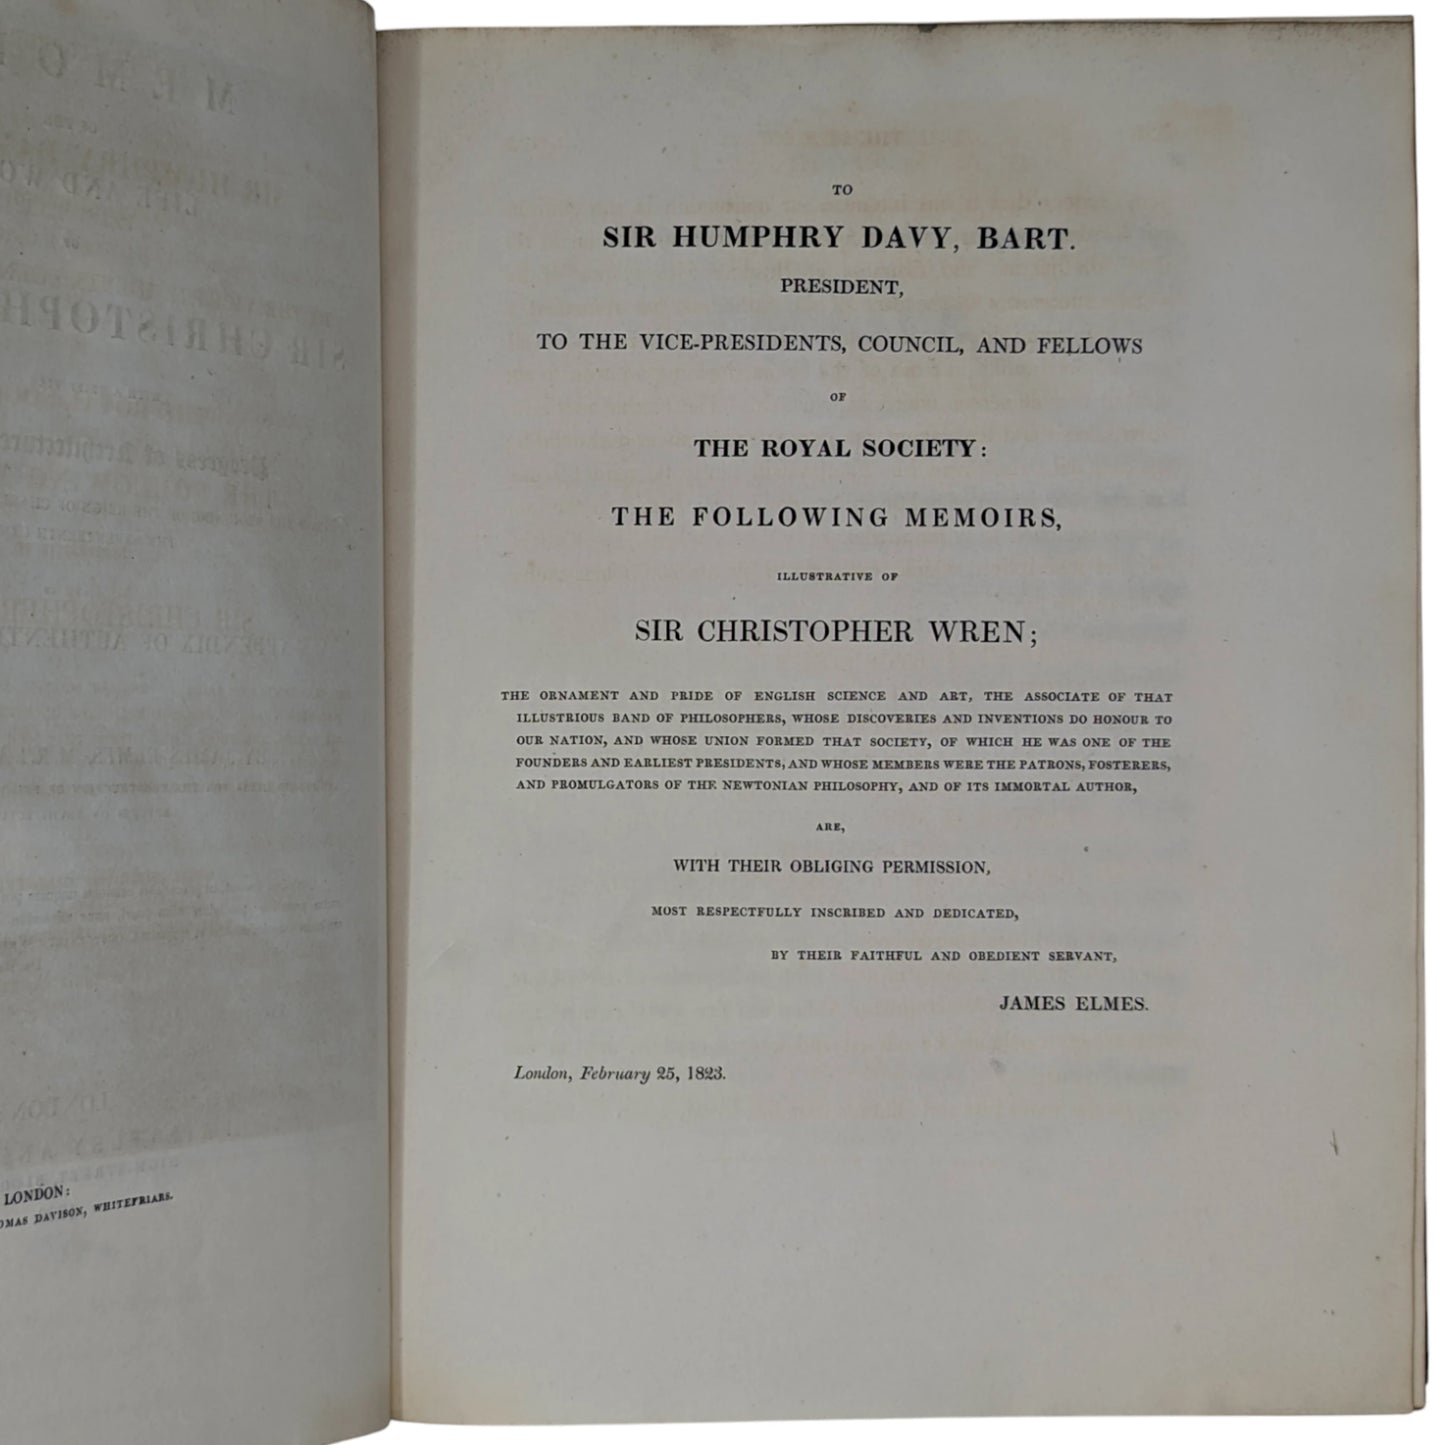 LONDON:
DAVISON, WHITEFRIARS.
TO
SIR HUMPHRY DAVY, BART.
PRESIDENT,
TO THE VICE-PRESIDENTS, COUNCIL, AND FELLOWS
OF
THE ROYAL SOCIETY:
THE FOLLOWING MEMOIRS,
ILLUSTRATIVE OF
SIR CHRISTOPHER WREN;
THE ORNAMENT AND PRIDE OF ENGLISH SCIENCE AND ART, THE ASSOCIATE OF THAT
ILLUSTRIOUS BAND OF PHILOSOPHERS, WHOSE DISCOVERIES AND INVENTIONS DO HONOUR TO
OUR NATION, AND WHOSE UNION FORMED THAT SOCIETY, OF WHICH HE WAS ONE OF THE
FOUNDERS AND EARLIEST PRESIDENTS, AND WHOSE MEMBERS WERE THE PATRONS, FOSTERERS,
AND PROMULGATORS OF THE NEWTONIAN PHILOSOPHY, AND OF ITS IMMORTAL AUTHOR,
ARE,
WITH THEIR OBLIGING PERMISSION,
MOST RESPECTFULLY INSCRIBED AND DEDICATED,
BY THEIR FAITHFUL AND OBEDIENT SERVANT,
JAMES ELMES.
London, February 25, 1823.